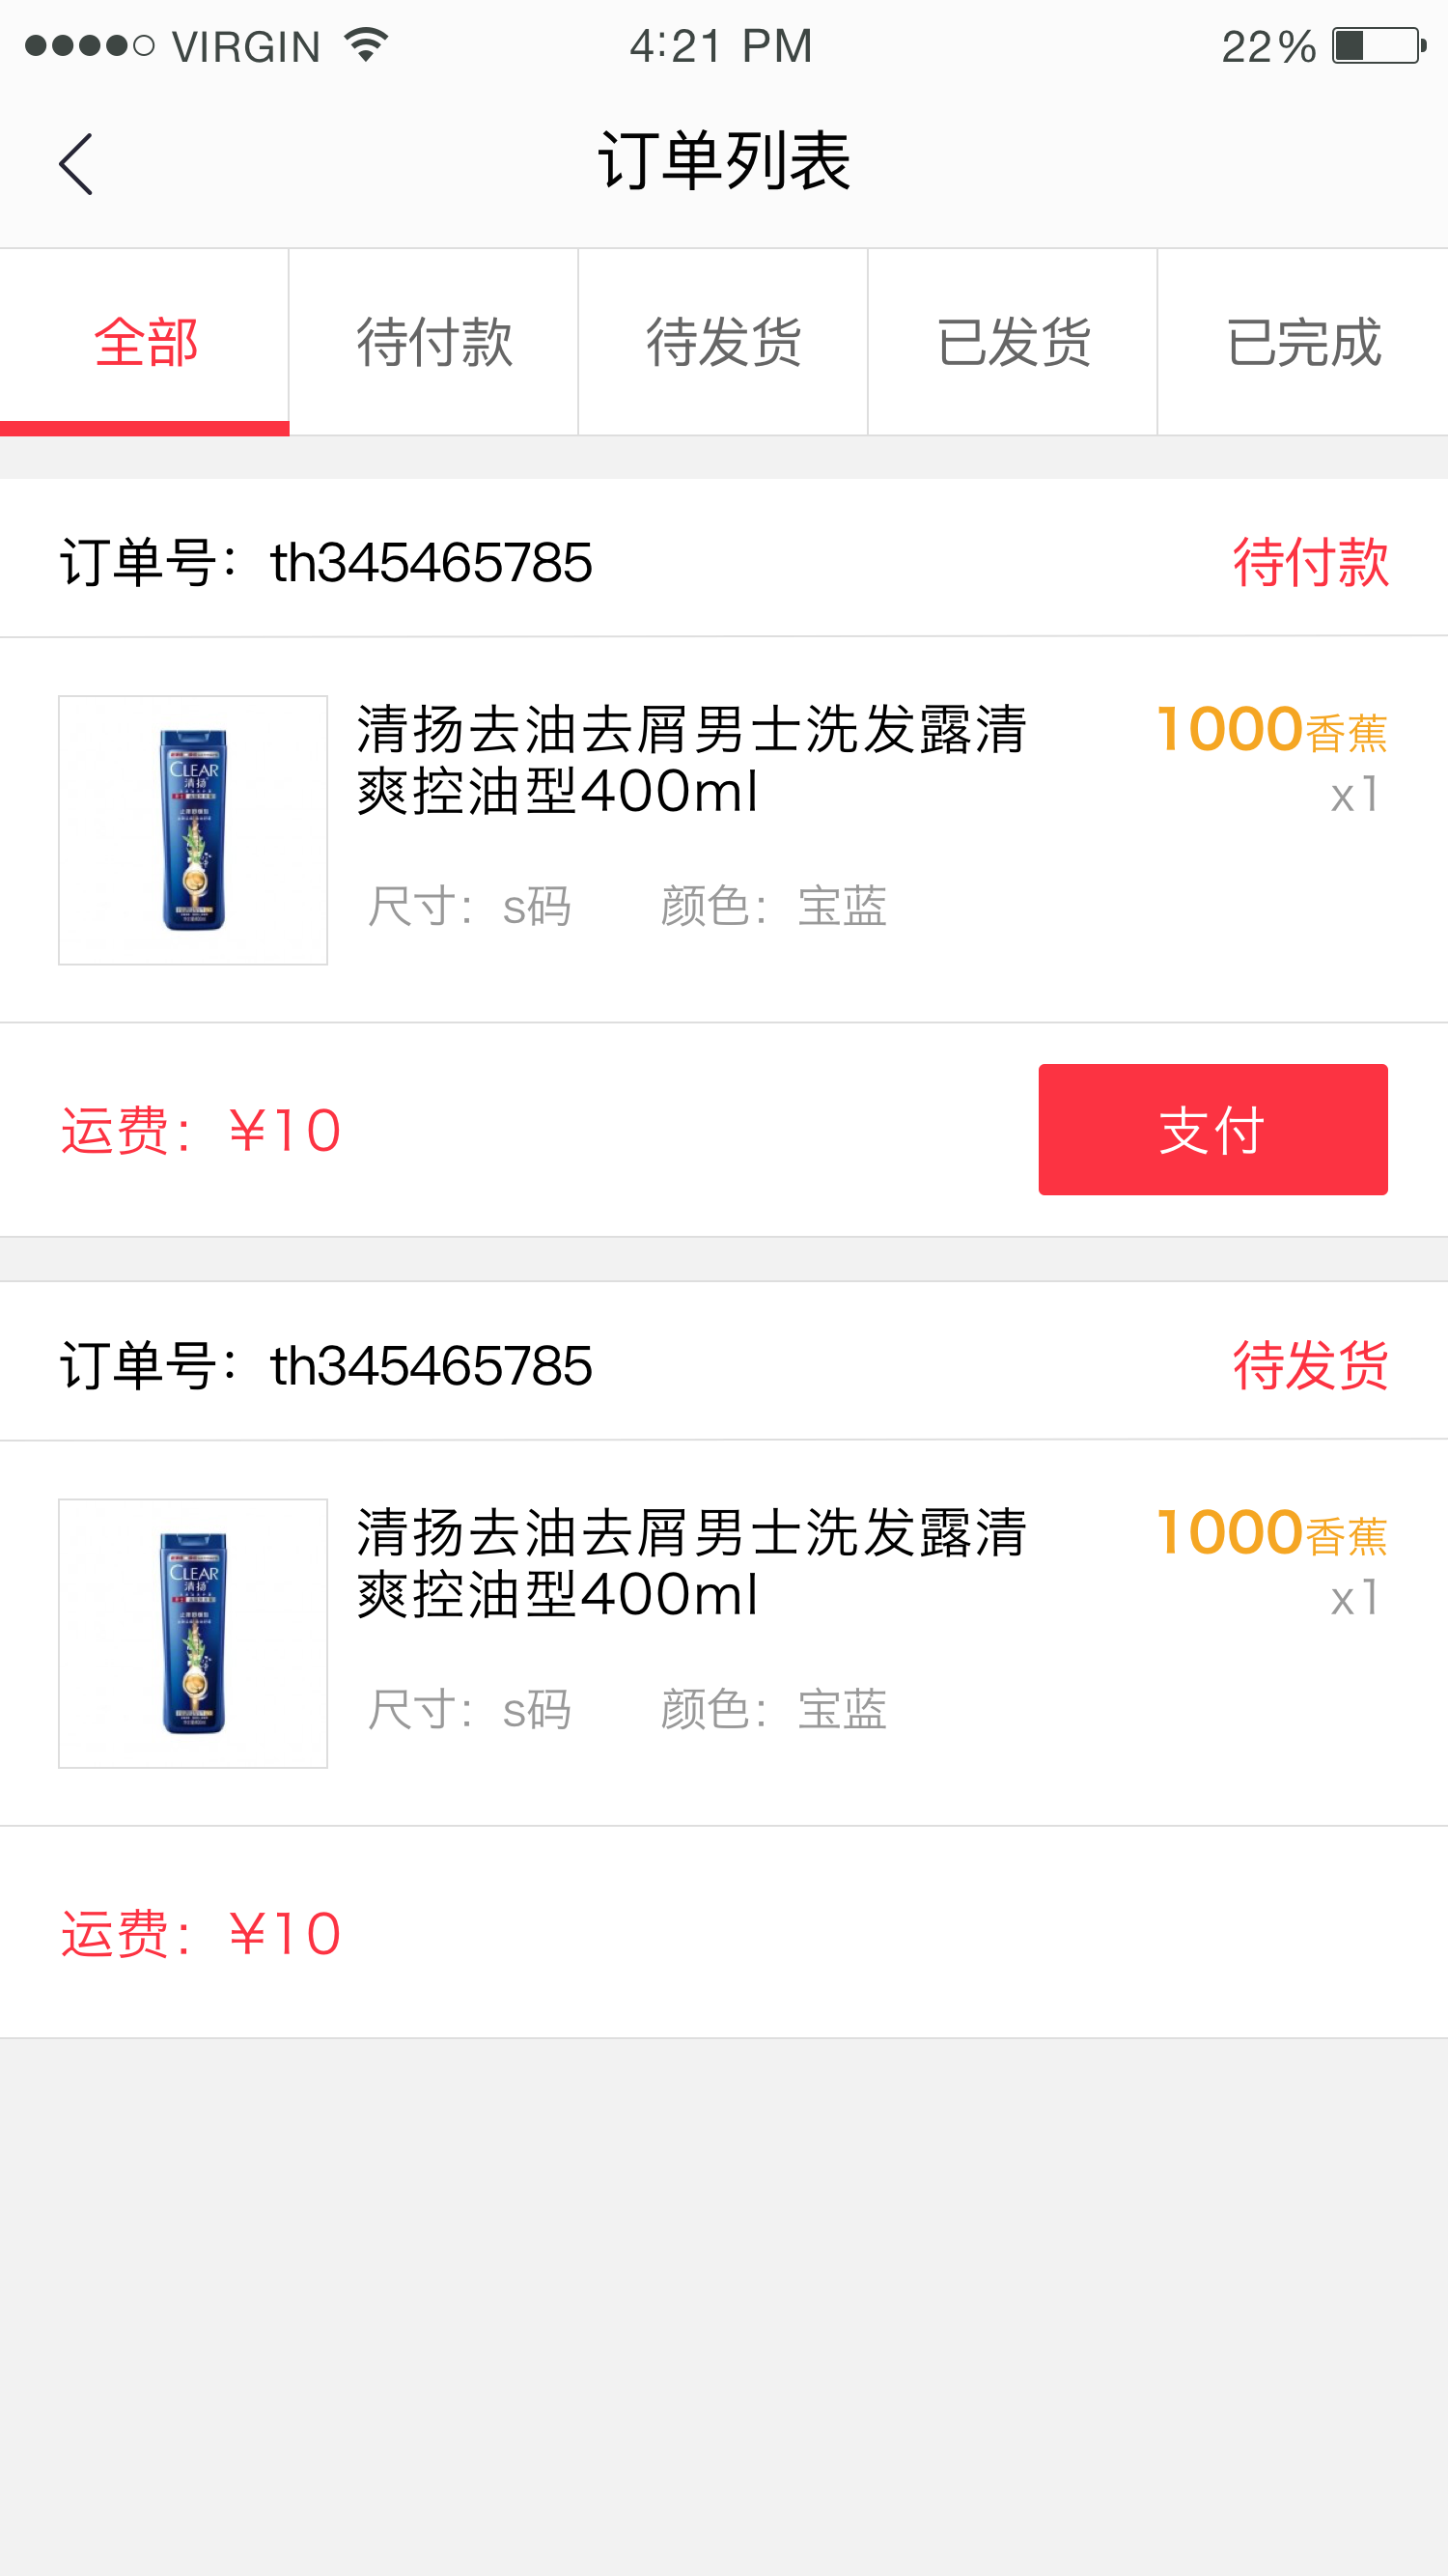 VIRGIN 4:21 PM 22%
订单列表
全部 待付款 待发货 已发货 已完成
订单号：th345465785 待付款
清扬去油去屑男士洗发露清 1000香蕉
爽控油型400ml x1
CLEAR
清扬
尺寸：s码 颜色：宝蓝
运费：¥10 支付
订单号：th345465785 待发货
清扬去油去屑男士洗发露清 1000香蕉
爽控油型400ml x1
CLEAR
清扬
尺寸：s码 颜色：宝蓝
运费：¥10